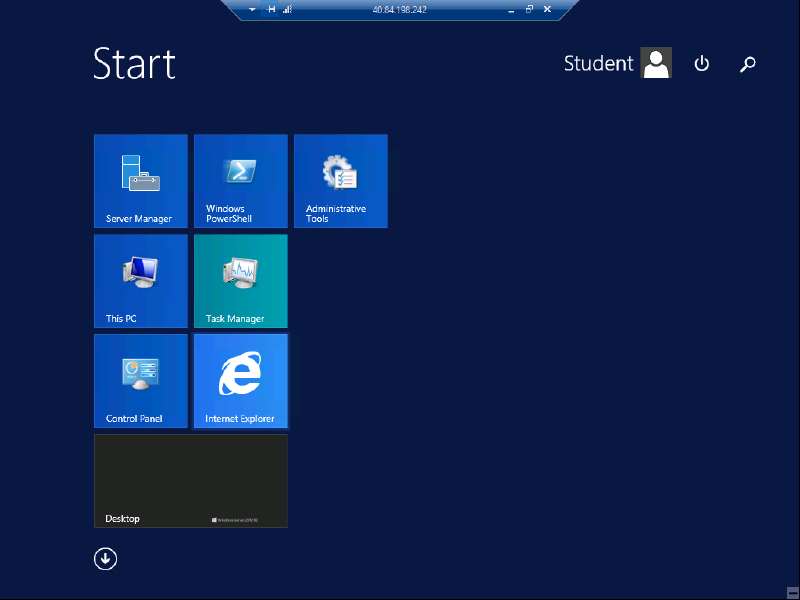 40.84.198.242
Start
Student
Server Manager
Windows PowerShell
Administrative Tools
This PC
Task Manager
Control Panel
Internet Explorer
Desktop